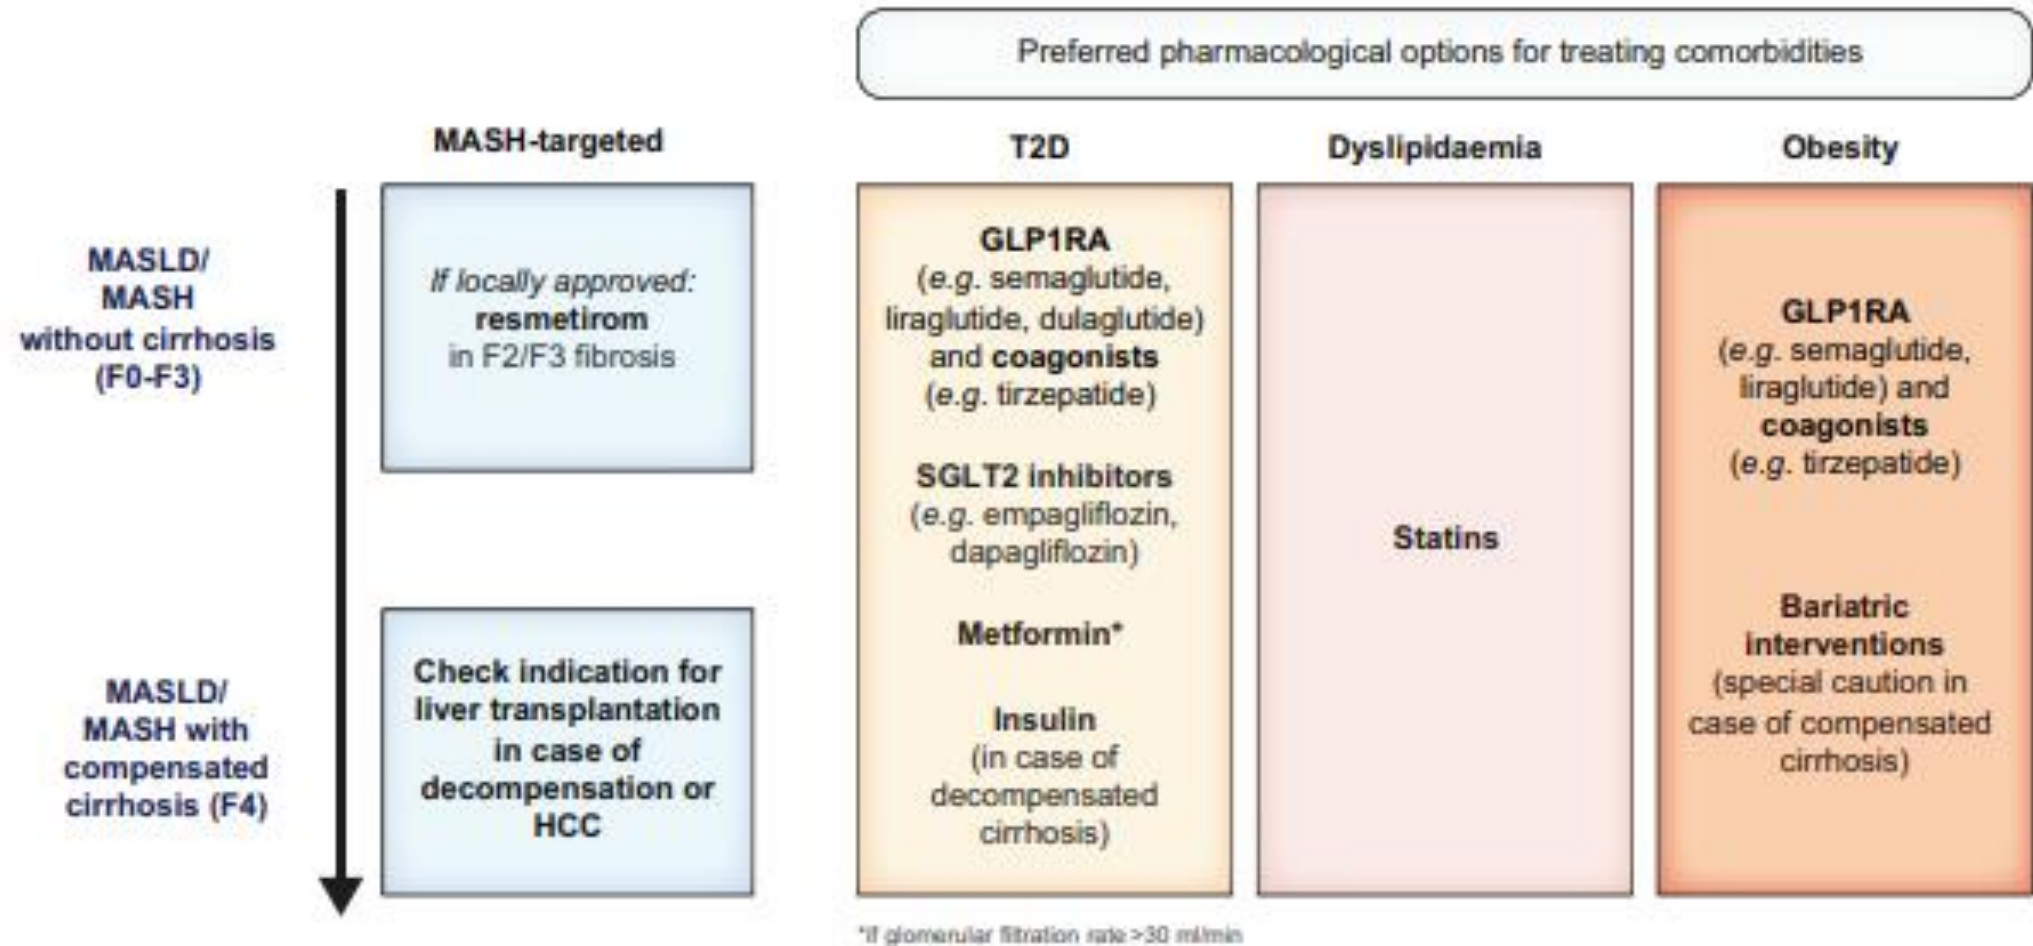 Preferred pharmacological options for treating comorbidities
MASH-targeted
T2D
Dyslipidaemia
Obesity
MASLD/
MASH
without cirrhosis
(F0-F3)
If locally approved:
resmetirom
in F2/F3 fibrosis
MASLD/
MASH with
compensated
cirrhosis (F4)
Check indication for
liver transplantation
in case of
decompensation or
HCC
GLP1RA
(e.g. semaglutide,
liraglutide, dulaglutide)
and coagonists
(e.g. tirzepatide)
SGLT2 inhibitors
(e.g. empagliflozin,
dapagliflozin)
Metformin*
Insulin
(in case of
decompensated
cirrhosis)
Statins
GLP1RA
(e.g. semaglutide,
liraglutide) and
coagonists
(e.g. tirzepatide)
Bariatric
interventions
(special caution in
case of compensated
cirrhosis)
*if glomerular filtration rate >30 ml/min